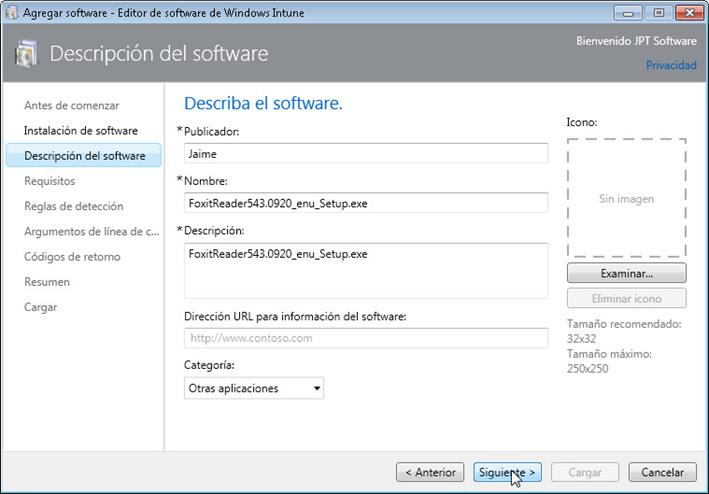 Agregar software - Editor de software de Windows Intune
Descripción del software
Bienvenido JPT Software
Privacidad
Antes de comenzar
Instalación de software
Descripción del software
Requisitos
Reglas de detección
Argumentos de línea de c...
Códigos de retorno
Resumen
Cargar
Describa el software.
*Publicador:
Jaime
*Nombre:
FoxitReader543.0920_enu_Setup.exe
*Descripción:
FoxitReader543.0920_enu_Setup.exe
Dirección URL para información del software:
http://www.contoso.com
Categoría:
Otras aplicaciones
Icono:
Sin imagen
Examinar...
Eliminar icono
Tamaño recomendado:
32x32
Tamaño máximo:
250x250
< Anterior
Siguiente >
Cargar
Cancelar